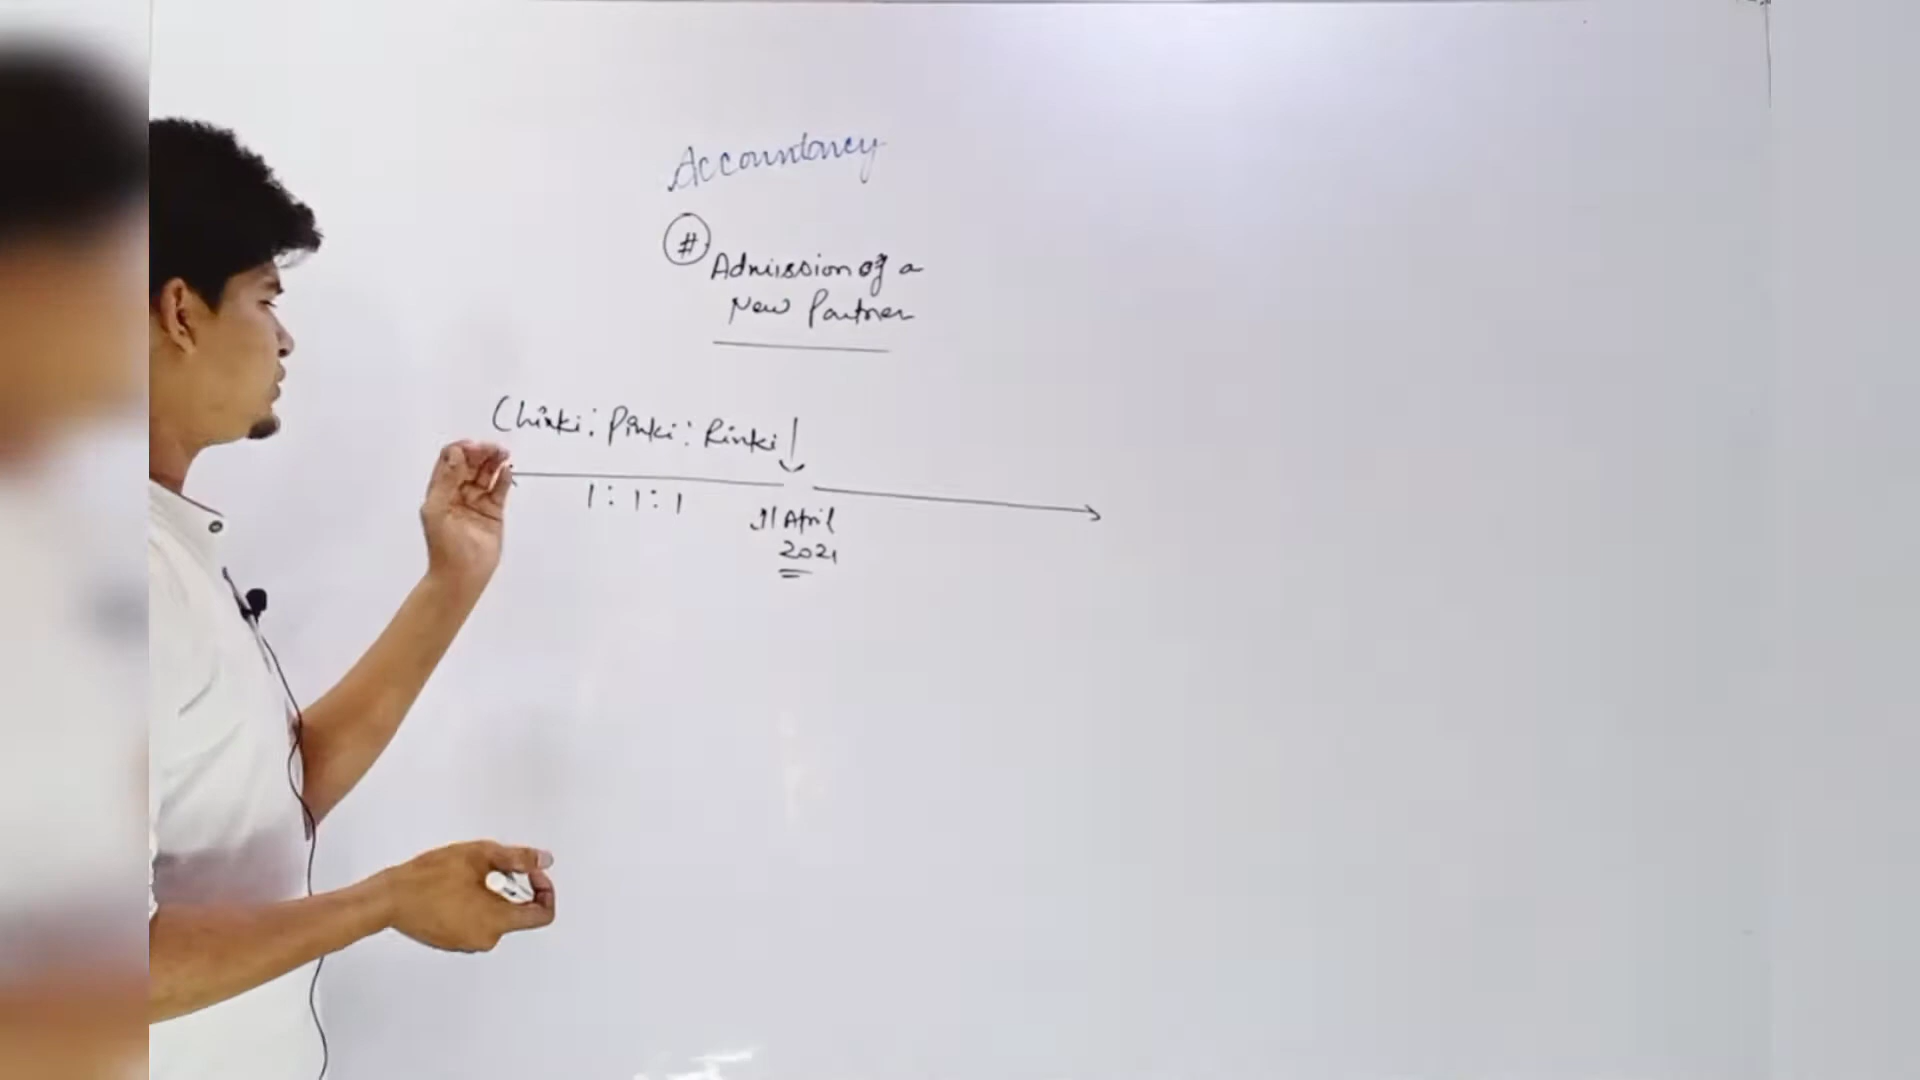 Accountancy
#
Admission of a
New Partner
Chinki : Pinki : Rinki
1 : 1 : 1
1 April
2021